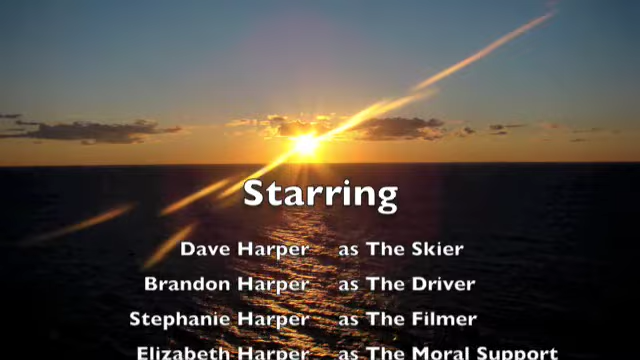 Starring
Dave Harper as The Skier
Brandon Harper as The Driver
Stephanie Harper as The Filmer
Elizabeth Harper as The Moral Support